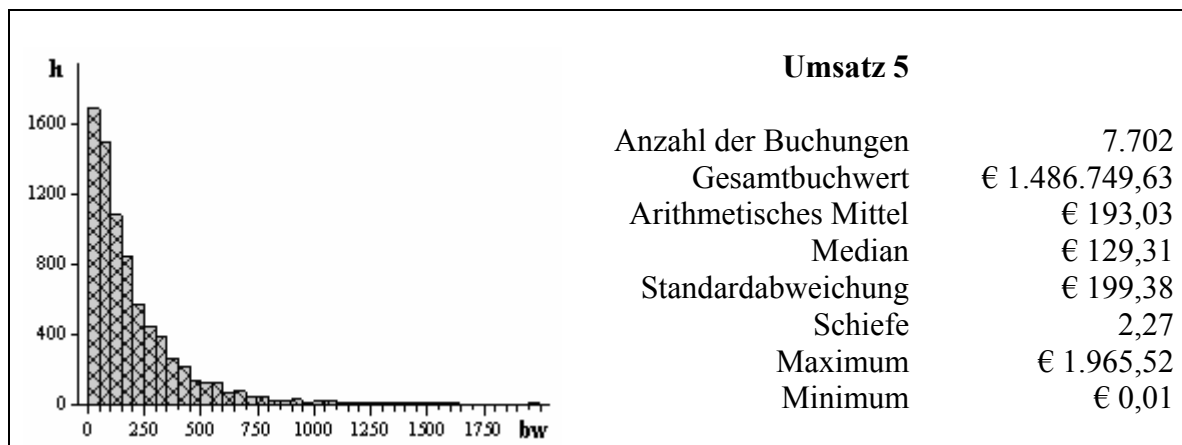 h
1600
1200
800
400
0
0 250 500 750 1000 1250 1500 1750 bw
Umsatz 5
Anzahl der Buchungen 7.702
Gesamtbuchwert € 1.486.749,63
Arithmetisches Mittel € 193,03
Median € 129,31
Standardabweichung € 199,38
Schiefe 2,27
Maximum € 1.965,52
Minimum € 0,01